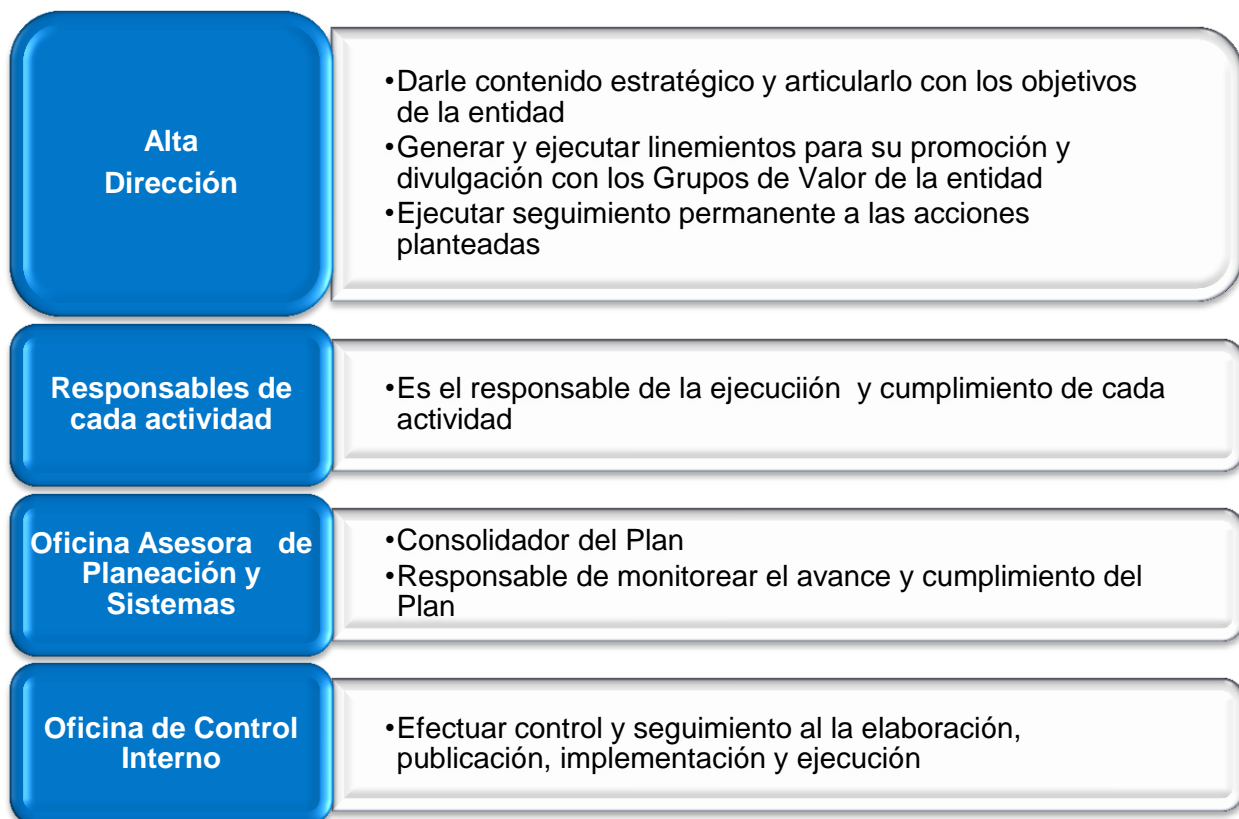 Alta
Dirección
•Darle contenido estratégico y articularlo con los objetivos
de la entidad
•Generar y ejecutar linemientos para su promoción y
divulgación con los Grupos de Valor de la entidad
•Ejecutar seguimiento permanente a las acciones
planteadas
Responsables de
cada actividad
•Es el responsable de la ejecuciión y cumplimiento de cada
actividad
Oficina Asesora de
Planeación y
Sistemas
•Consolidador del Plan
•Responsable de monitorear el avance y cumplimiento del
Plan
Oficina de Control
Interno
•Efectuar control y seguimiento al la elaboración,
publicación, implementación y ejecución